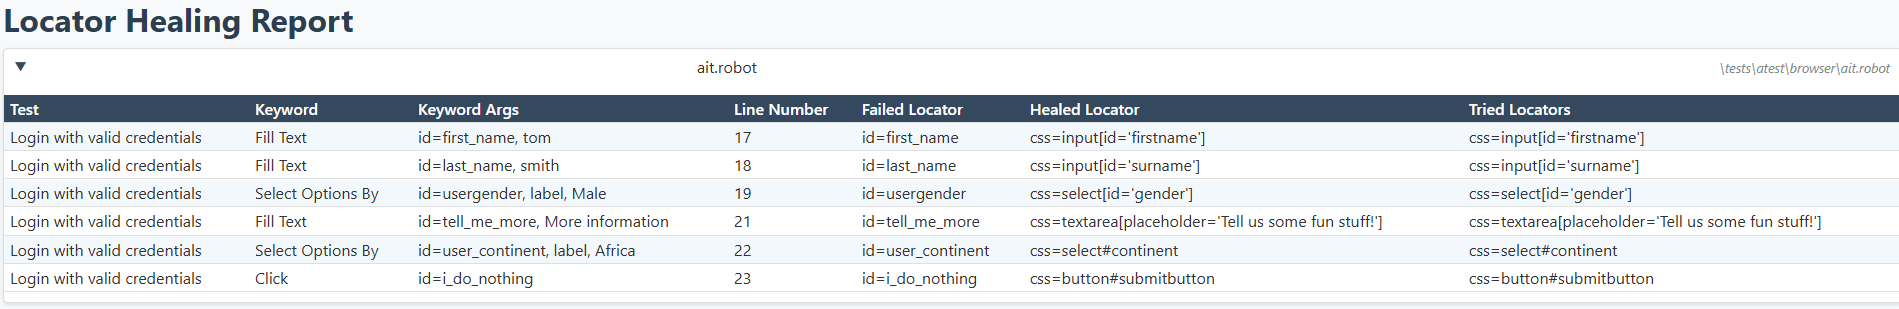 Locator Healing Report
▼ ait.robot \tests\atest\browser\ait.robot
Test Keyword Keyword Args Line Number Failed Locator Healed Locator Tried Locators
Login with valid credentials Fill Text id=first_name, tom 17 id=first_name css=input[id='firstname'] css=input[id='firstname']
Login with valid credentials Fill Text id=last_name, smith 18 id=last_name css=input[id='surname'] css=input[id='surname']
Login with valid credentials Select Options By id=usergender, label, Male 19 id=usergender css=select[id='gender'] css=select[id='gender']
Login with valid credentials Fill Text id=tell_me_more, More information 21 id=tell_me_more css=textarea[placeholder='Tell us some fun stuff!'] css=textarea[placeholder='Tell us some fun stuff!']
Login with valid credentials Select Options By id=user_continent, label, Africa 22 id=user_continent css=select#continent css=select#continent
Login with valid credentials Click id=i_do_nothing 23 id=i_do_nothing css=button#submitbutton css=button#submitbutton